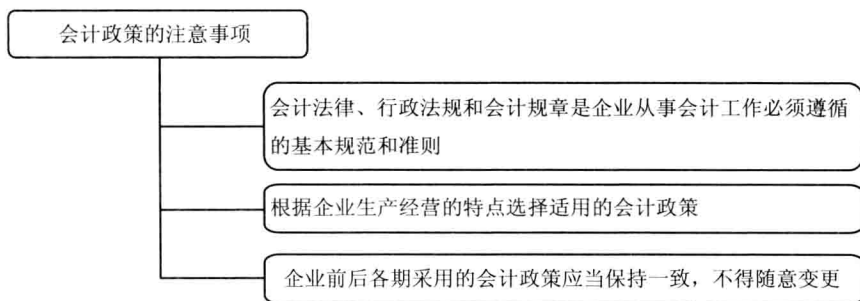 会计政策的注意事项
会计法律、行政法规和会计规章是企业从事会计工作必须遵循
的基本规范和准则
根据企业生产经营的特点选择适用的会计政策
企业前后各期采用的会计政策应当保持一致，不得随意变更